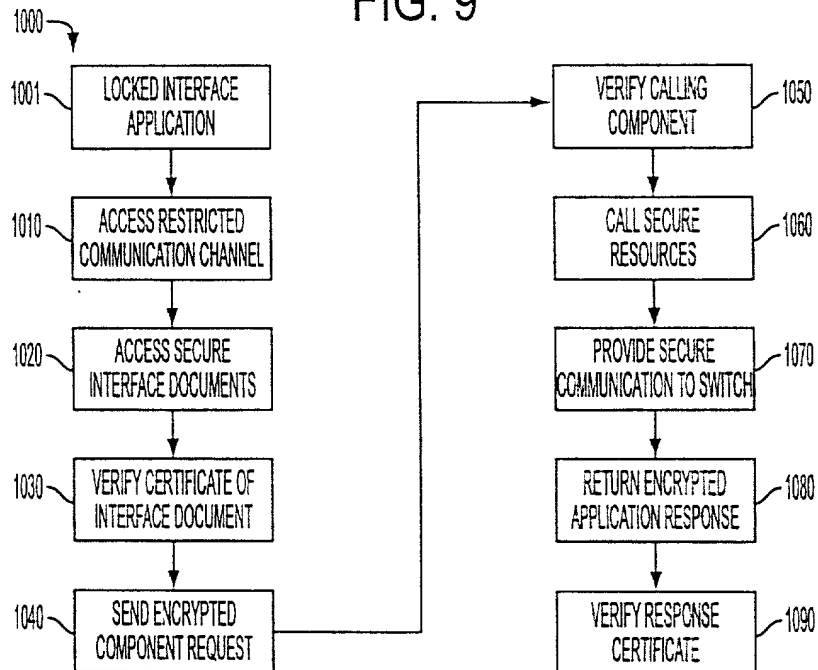 FIG. 9
1000
1001
LOCKED INTERFACE
APPLICATION
1010
ACCESS RESTRICTED
COMMUNICATION CHANNEL
1020
ACCESS SECURE
INTERFACE DOCUMENTS
1030
VERIFY CERTIFICATE OF
INTERFACE DOCUMENT
1040
SEND ENCRYPTED
COMPONENT REQUEST
VERIFY CALLING
COMPONENT
1050
CALL SECURE
RESOURCES
1060
PROVIDE SECURE
COMMUNICATION TO SWITCH
1070
RETURN ENCRYPTED
APPLICATION RESPONSE
1080
VERIFY RESPONSE
CERTIFICATE
1090